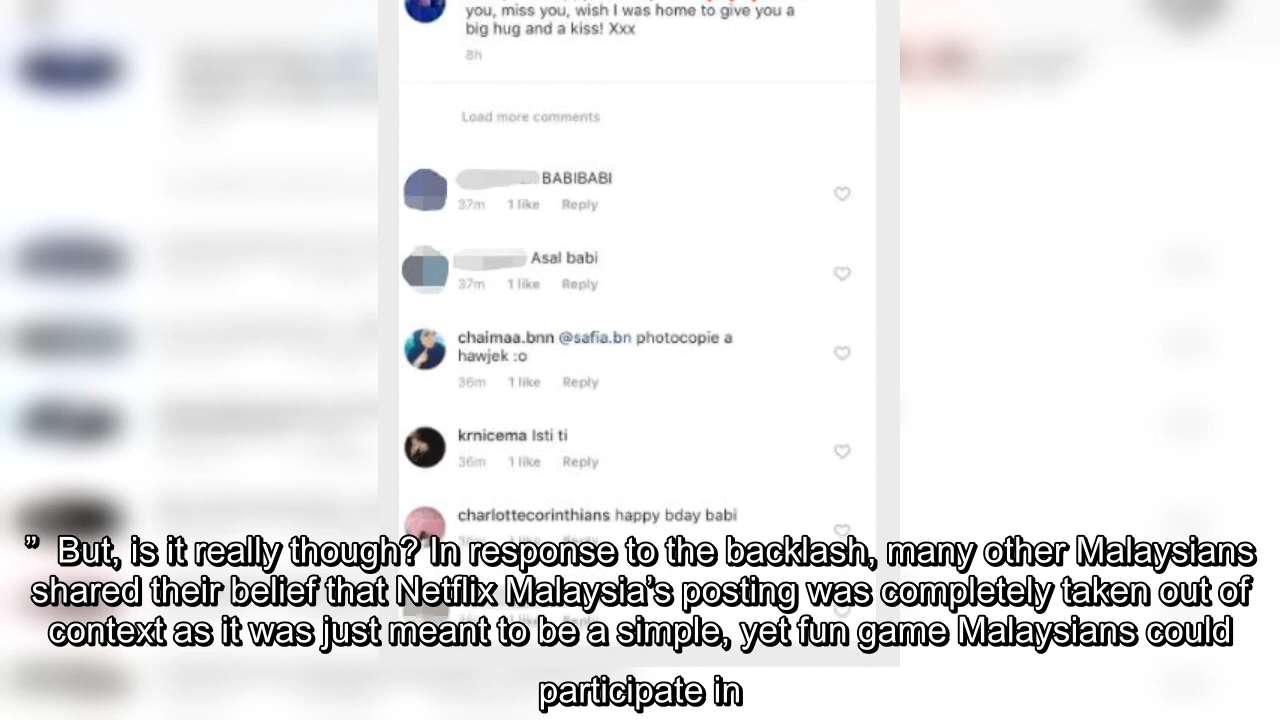 you, miss you, wish I was home to give you a
big hug and a kiss! Xxx
8h
Load more comments
BABIBABI
37m 1 like Reply
Asal babi
37m 1 like Reply
chaimaa.bnn @safia.bn photocopie a
hawjek :o
36m 1 like Reply
krnicema Isti ti
36m 1 like Reply
charlottecorinthians happy bday babi
” But, is it really though? In response to the backlash, many other Malaysians
shared their belief that Netflix Malaysia’s posting was completely taken out of
context as it was just meant to be a simple, yet fun game Malaysians could
participate in